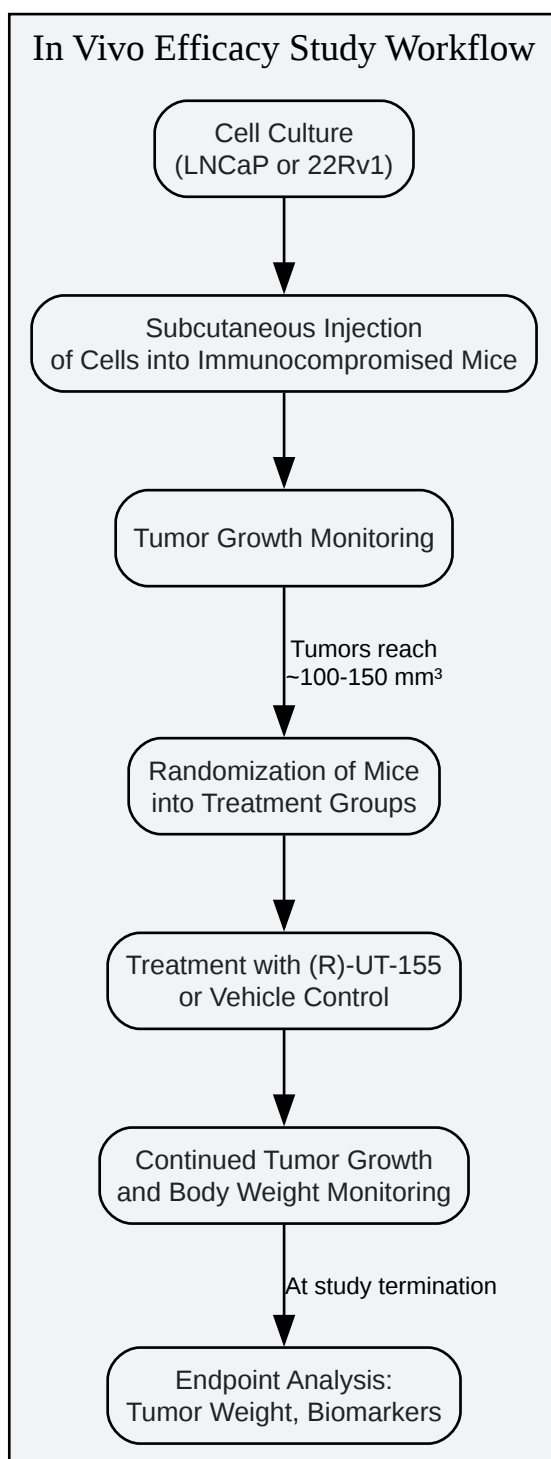 In Vivo Efficacy Study Workflow
Cell Culture
(LNCaP or 22Rv1)
Subcutaneous Injection
of Cells into Immunocompromised Mice
Tumor Growth Monitoring
Tumors reach
~100-150 mm³
Randomization of Mice
into Treatment Groups
Treatment with (R)-UT-155
or Vehicle Control
Continued Tumor Growth
and Body Weight Monitoring
At study termination
Endpoint Analysis:
Tumor Weight, Biomarkers